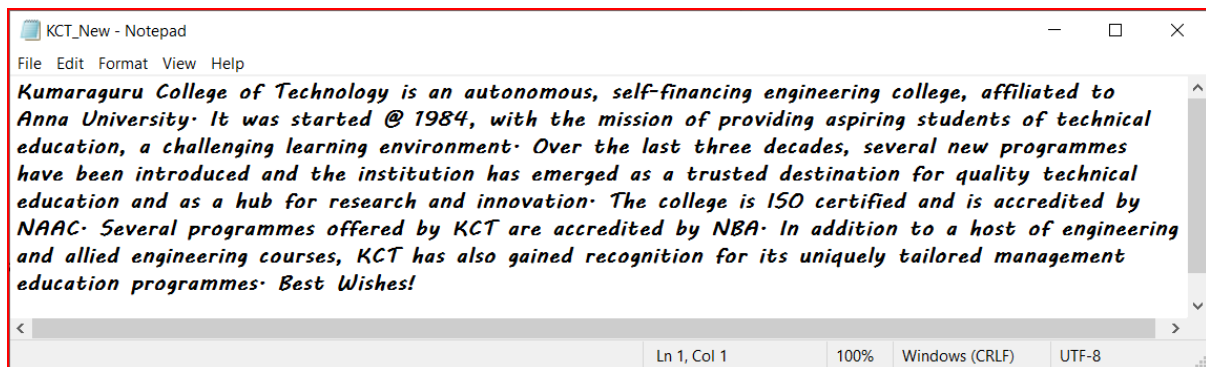 KCT_New - Notepad
File Edit Format View Help
Kumaraguru College of Technology is an autonomous, self-financing engineering college, affiliated to
Anna University. It was started @ 1984, with the mission of providing aspiring students of technical
education, a challenging learning environment. Over the last three decades, several new programmes
have been introduced and the institution has emerged as a trusted destination for quality technical
education and as a hub for research and innovation. The college is ISO certified and is accredited by
NAAC. Several programmes offered by KCT are accredited by NBA. In addition to a host of engineering
and allied engineering courses, KCT has also gained recognition for its uniquely tailored management
education programmes. Best Wishes!
Ln 1, Col 1 100% Windows (CRLF) UTF-8